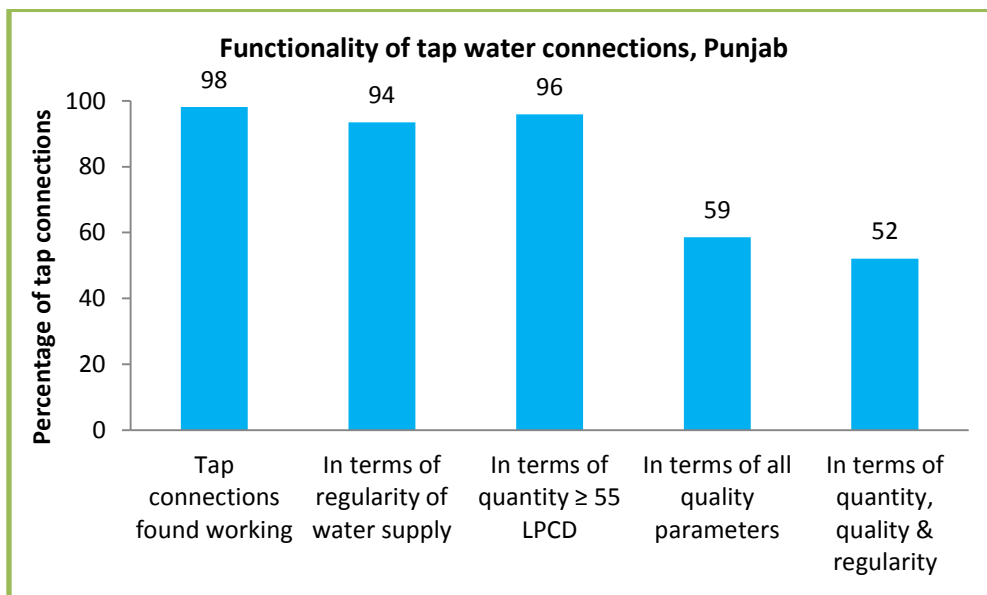 Functionality of tap water connections, Punjab
Percentage of tap connections
100
80
60
40
20
0
98
94
96
59
52
Tap
connections
found working
In terms of
regularity of
water supply
In terms of
quantity ≥ 55
LPCD
In terms of all
quality
parameters
In terms of
quantity,
quality &
regularity